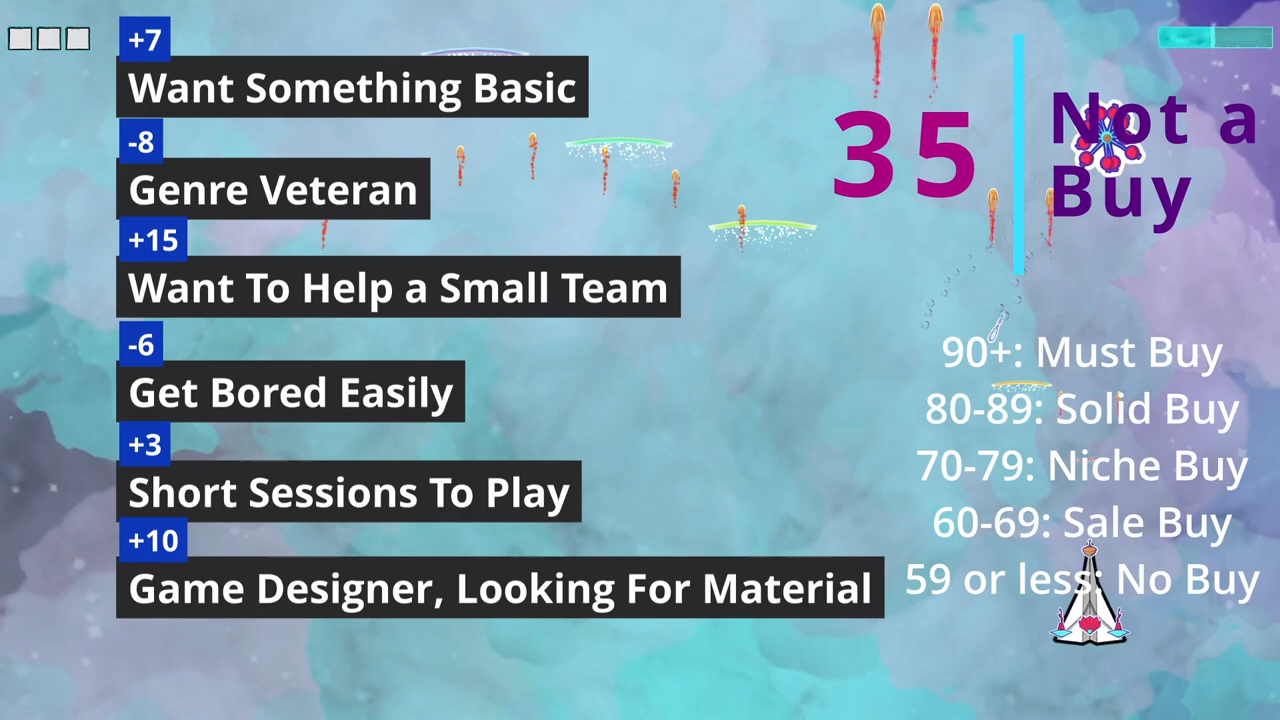 +7
Want Something Basic
-8
Genre Veteran
+15
Want To Help a Small Team
-6
Get Bored Easily
+3
Short Sessions To Play
+10
Game Designer, Looking For Material
35
Not a
Buy
90+: Must Buy
80-89: Solid Buy
70-79: Niche Buy
60-69: Sale Buy
59 or less: No Buy